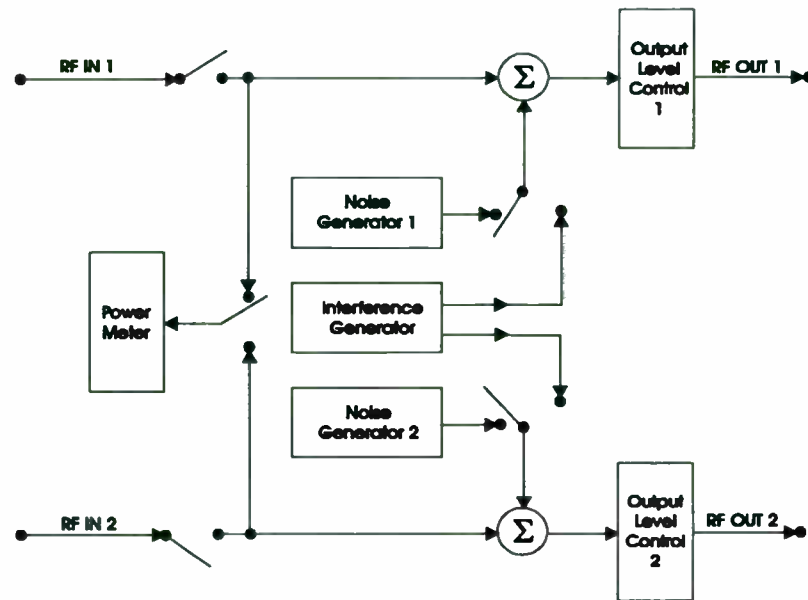 RF IN 1
Σ
Output
Level
Control
1
RF OUT 1
Noise
Generator 1
Power
Meter
Interference
Generator
Noise
Generator 2
RF IN 2
Σ
Output
Level
Control
2
RF OUT 2